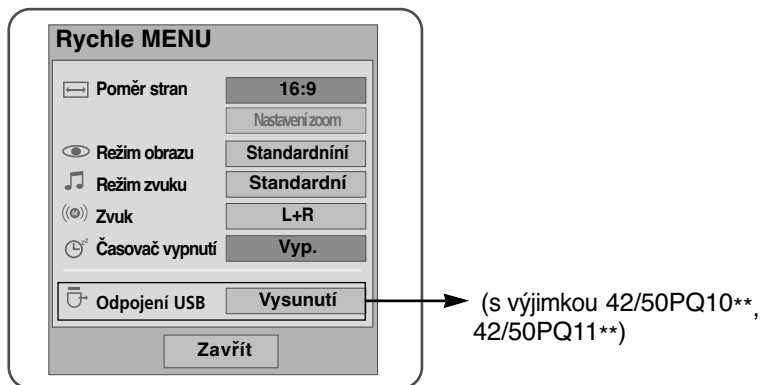 Rychle MENU
Poměr stran 16:9
Nastavení zoom
Režim obrazu Standardníní
Režim zvuku Standardní
Zvuk L+R
Časovač vypnutí Vyp.
Odpojení USB Vysunutí
(s výjimkou 42/50PQ10**,
42/50PQ11**)
Zavřít